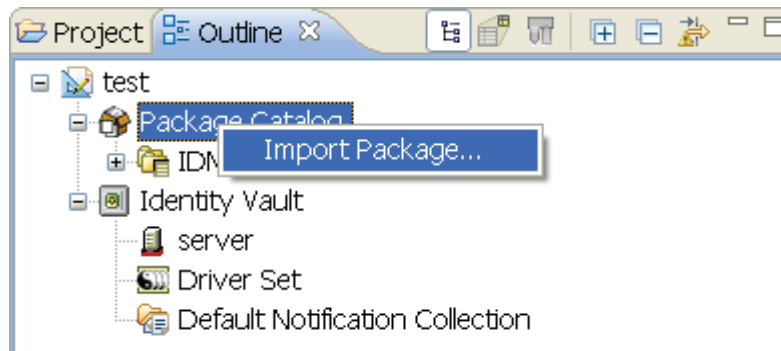 Project Outline
test
Package Catalog
Import Package...
IDM
Identity Vault
server
Driver Set
Default Notification Collection